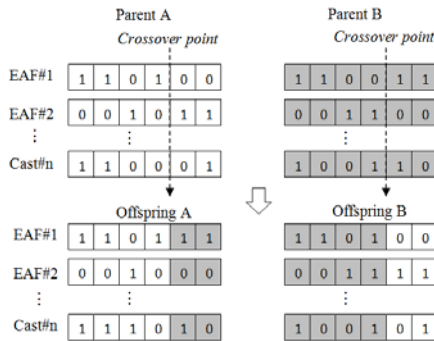 Parent A Parent B
Crossover point Crossover point
EAF#1 1 1 0 1 0 0 1 1 0 0 1 1
EAF#2 0 0 1 0 1 1 0 0 1 1 0 0
⋮ ⋮ ⋮
Cast#n 1 1 0 0 0 1 1 0 0 1 1 0
Offspring A Offspring B
EAF#1 1 1 0 1 1 1 1 1 0 1 0 0
EAF#2 0 0 1 0 0 0 0 0 1 1 1 1
⋮ ⋮ ⋮
Cast#n 1 1 1 0 1 0 1 0 0 1 0 1